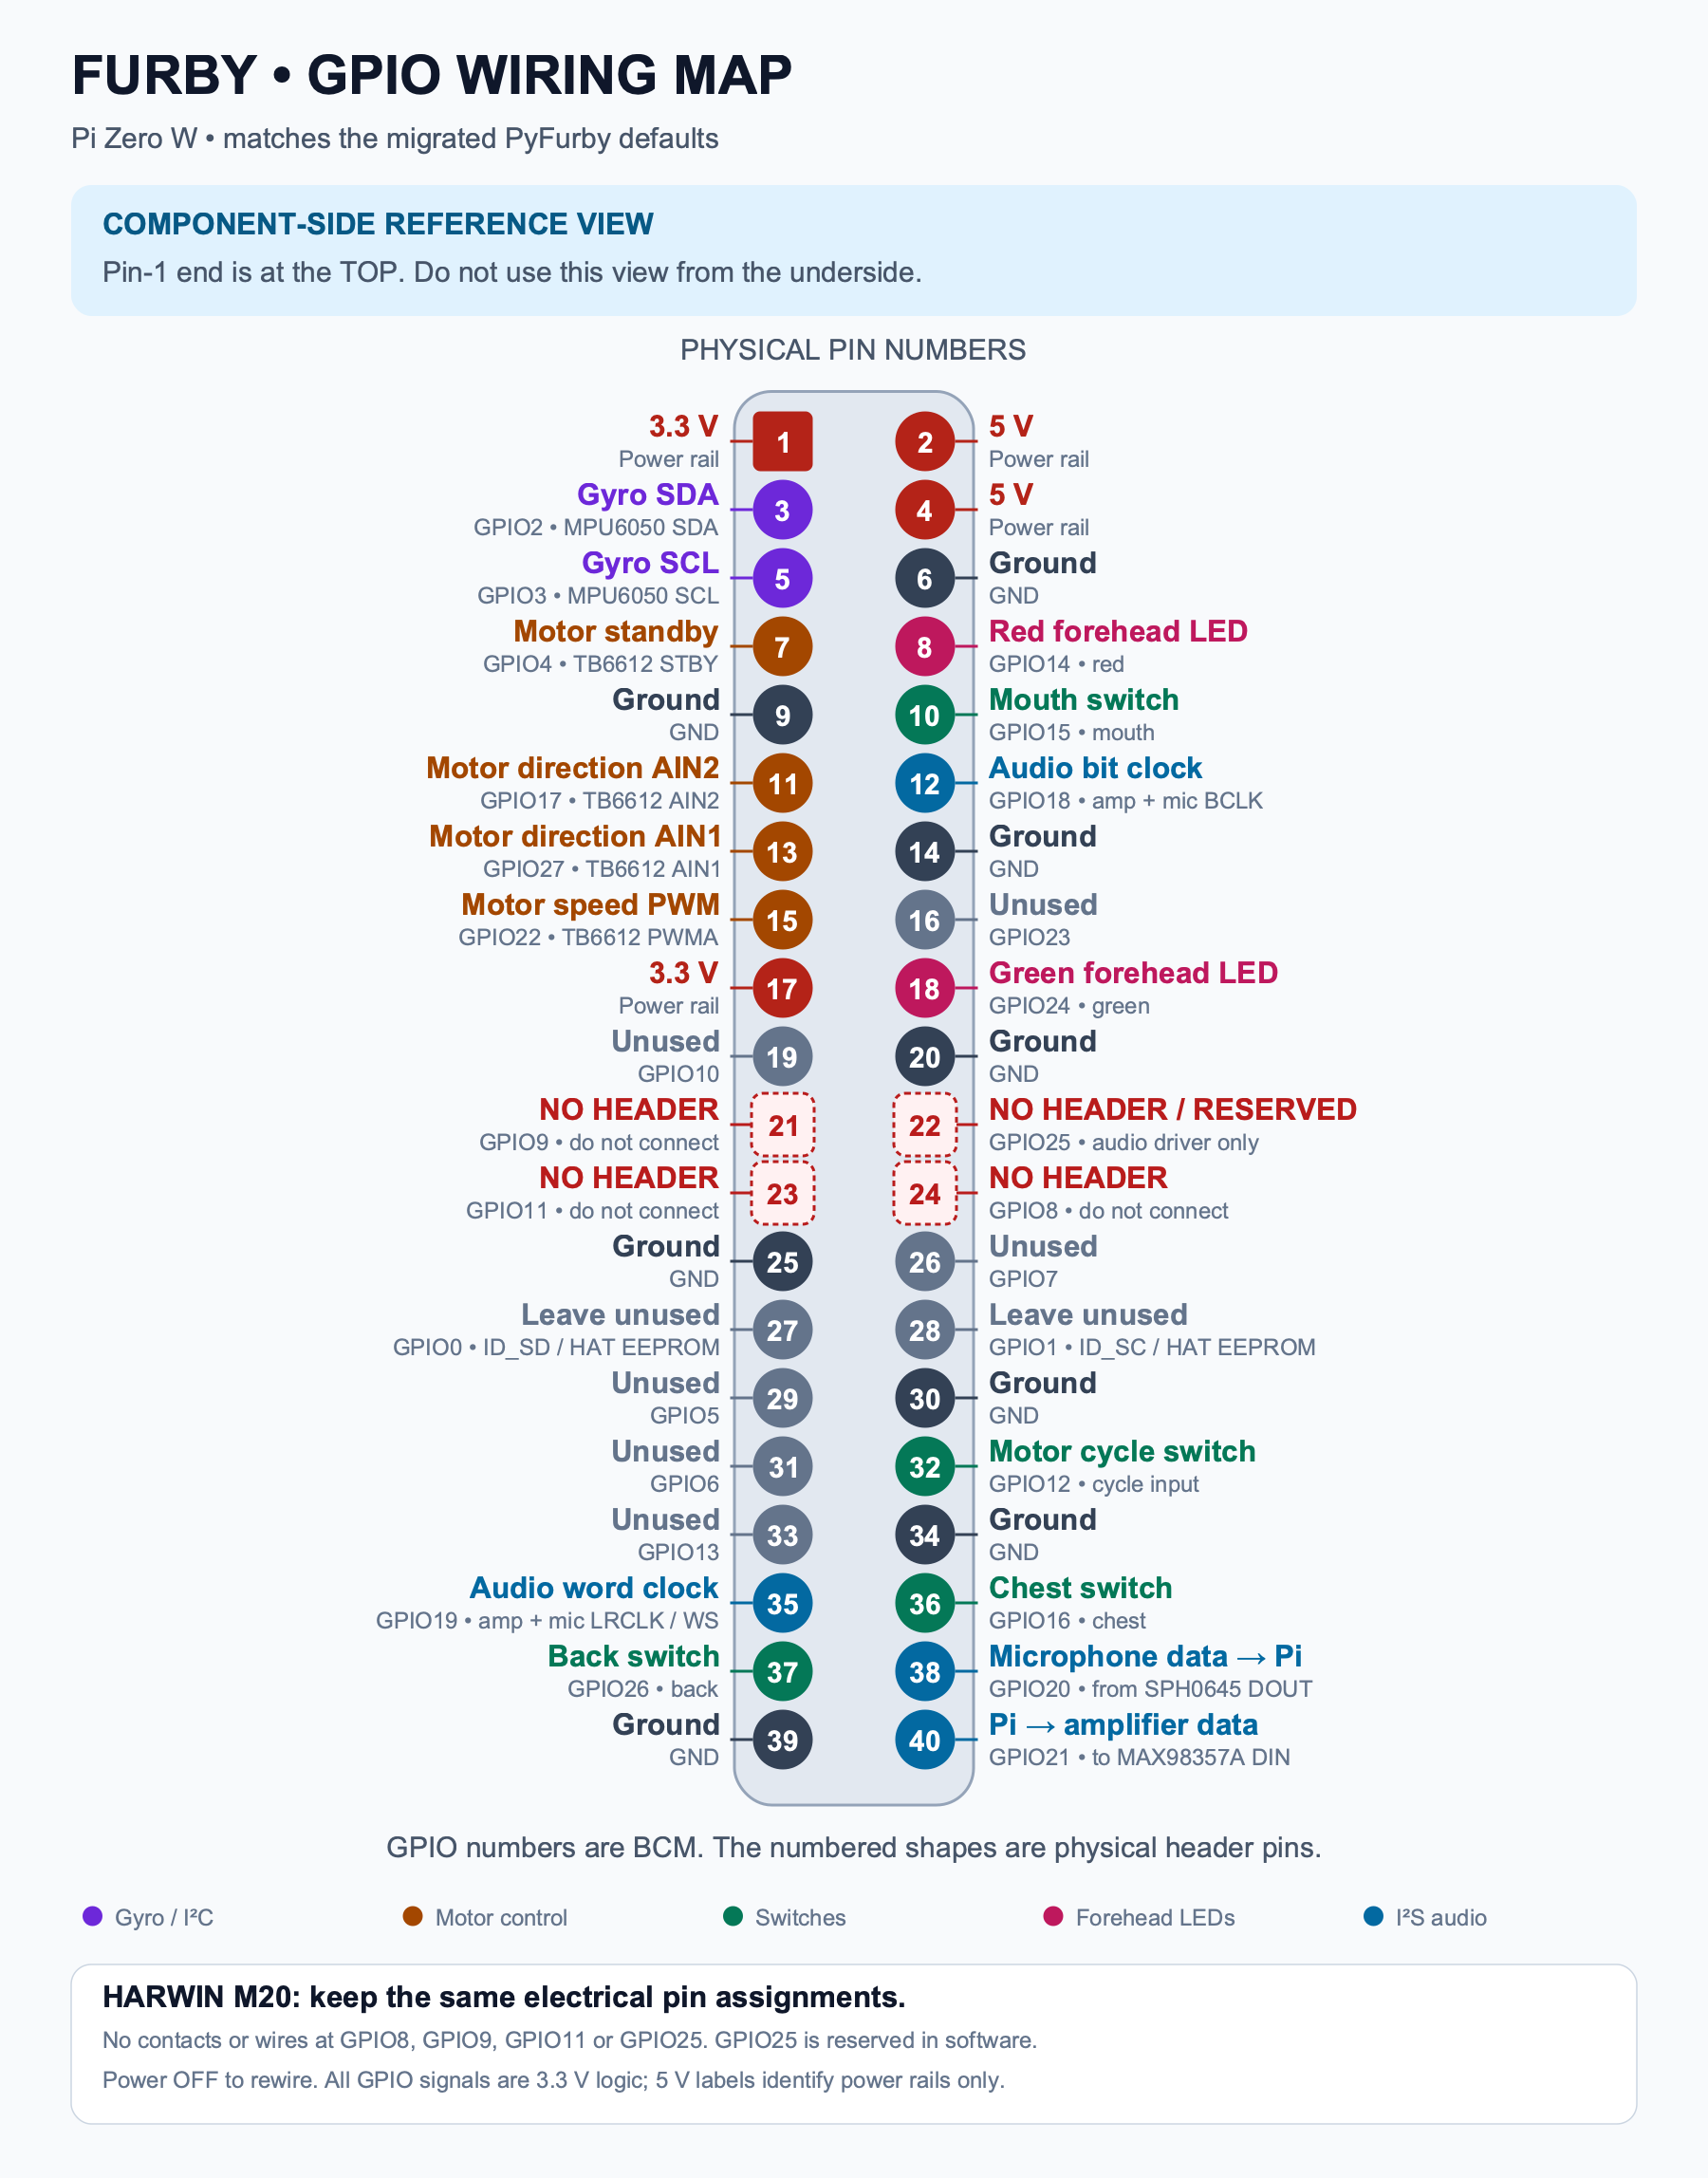 FURBY • GPIO WIRING MAP
Pi Zero W • matches the migrated PyFurby defaults
COMPONENT-SIDE REFERENCE VIEW
Pin-1 end is at the TOP. Do not use this view from the underside.
PHYSICAL PIN NUMBERS
3.3 V 1 2 5 V
Power rail Power rail
Gyro SDA 3 4 5 V
GPIO2 • MPU6050 SDA Power rail
Gyro SCL 5 6 Ground
GPIO3 • MPU6050 SCL GND
Motor standby 7 8 Red forehead LED
GPIO4 • TB6612 STBY GPIO14 • red
Ground 9 10 Mouth switch
GND GPIO15 • mouth
Motor direction AIN2 11 12 Audio bit clock
GPIO17 • TB6612 AIN2 GPIO18 • amp + mic BCLK
Motor direction AIN1 13 14 Ground
GPIO27 • TB6612 AIN1 GND
Motor speed PWM 15 16 Unused
GPIO22 • TB6612 PWMA GPIO23
3.3 V 17 18 Green forehead LED
Power rail GPIO24 • green
Unused 19 20 Ground
GPIO10 GND
NO HEADER 21 22 NO HEADER / RESERVED
GPIO9 • do not connect GPIO25 • audio driver only
NO HEADER 23 24 NO HEADER
GPIO11 • do not connect GPIO8 • do not connect
Ground 25 26 Unused
GND GPIO7
Leave unused 27 28 Leave unused
GPIO0 • ID_SD / HAT EEPROM GPIO1 • ID_SC / HAT EEPROM
Unused 29 30 Ground
GPIO5 GND
Unused 31 32 Motor cycle switch
GPIO6 GPIO12 • cycle input
Unused 33 34 Ground
GPIO13 GND
Audio word clock 35 36 Chest switch
GPIO19 • amp + mic LRCLK / WS GPIO16 • chest
Back switch 37 38 Microphone data → Pi
GPIO26 • back GPIO20 • from SPH0645 DOUT
Ground 39 40 Pi → amplifier data
GND GPIO21 • to MAX98357A DIN
GPIO numbers are BCM. The numbered shapes are physical header pins.
Gyro / I²C Motor control Switches Forehead LEDs I²S audio
HARWIN M20: keep the same electrical pin assignments.
No contacts or wires at GPIO8, GPIO9, GPIO11 or GPIO25. GPIO25 is reserved in software.
Power OFF to rewire. All GPIO signals are 3.3 V logic; 5 V labels identify power rails only.